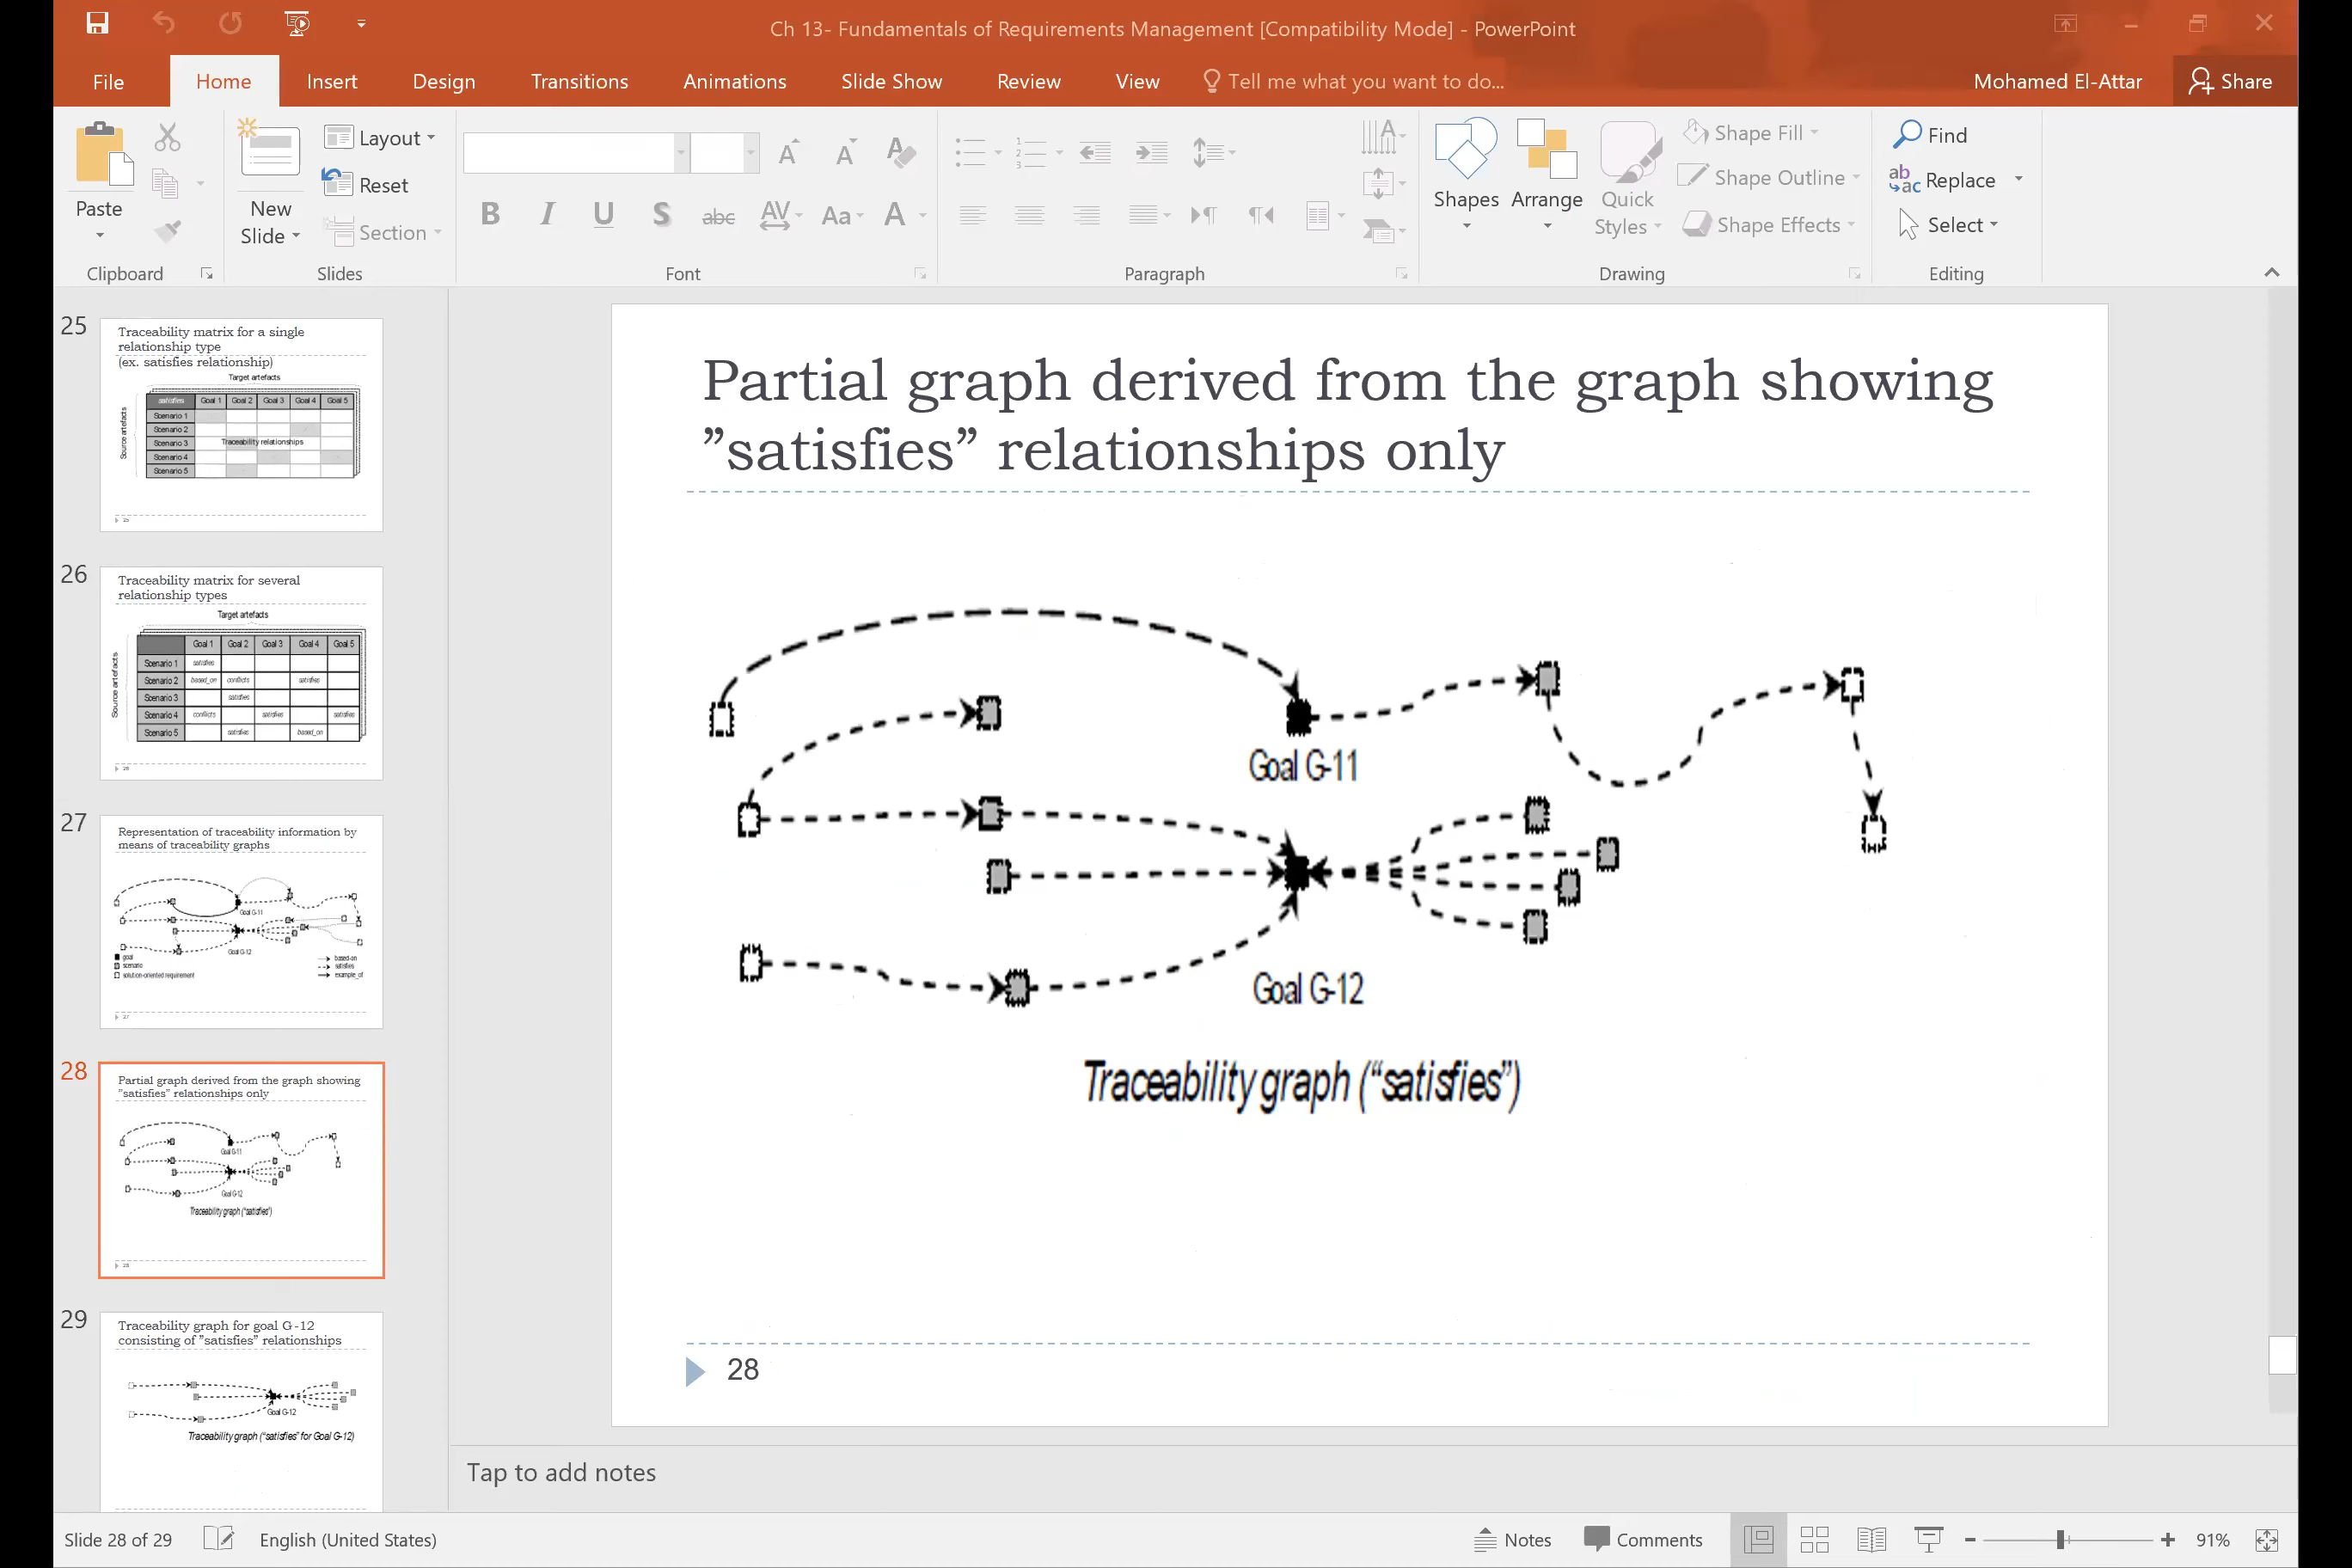 Ch 13- Fundamentals of Requirements Management [Compatibility Mode] - PowerPoint
File Home Insert Design Transitions Animations Slide Show Review View Tell me what you want to do... Mohamed El-Attar Share
Paste
Clipboard
New Slide
Layout
Reset
Section
Slides
B I U S abc AV Aa A
Font
Paragraph
Shapes
Arrange
Quick Styles
Shape Fill
Shape Outline
Shape Effects
Drawing
Find
Replace
Select
Editing
25
Traceability matrix for a single
relationship type
(ex. satisfies relationship)
Target artefacts
Source artefacts
satisfies Goal 1 Goal 2 Goal 3 Goal 4 Goal 5
Scenario 1
Scenario 2
Scenario 3 Traceability relationships
Scenario 4
Scenario 5
25
26
Traceability matrix for several
relationship types
Target artefacts
Source artefacts
Goal 1 Goal 2 Goal 3 Goal 4 Goal 5
Scenario 1 satisfies
Scenario 2 based_on conflicts satisfies
Scenario 3 satisfies
Scenario 4 conflicts satisfies satisfies
Scenario 5 satisfies based_on
26
27
Representation of traceability information by
means of traceability graphs
Goal G-11
Goal G-12
goal
scenario
solution-oriented requirement
based-on
satisfies
example_of
27
28
Partial graph derived from the graph showing
"satisfies" relationships only
Goal G-11
Goal G-12
Traceability graph ("satisfies")
28
29
Traceability graph for goal G-12
consisting of "satisfies" relationships
Goal G-12
Traceability graph ("satisfies" for Goal G-12)
Partial graph derived from the graph showing
”satisfies” relationships only
Goal G-11
Goal G-12
Traceability graph (“satisfies”)
28
Tap to add notes
Slide 28 of 29 English (United States) Notes Comments 91%